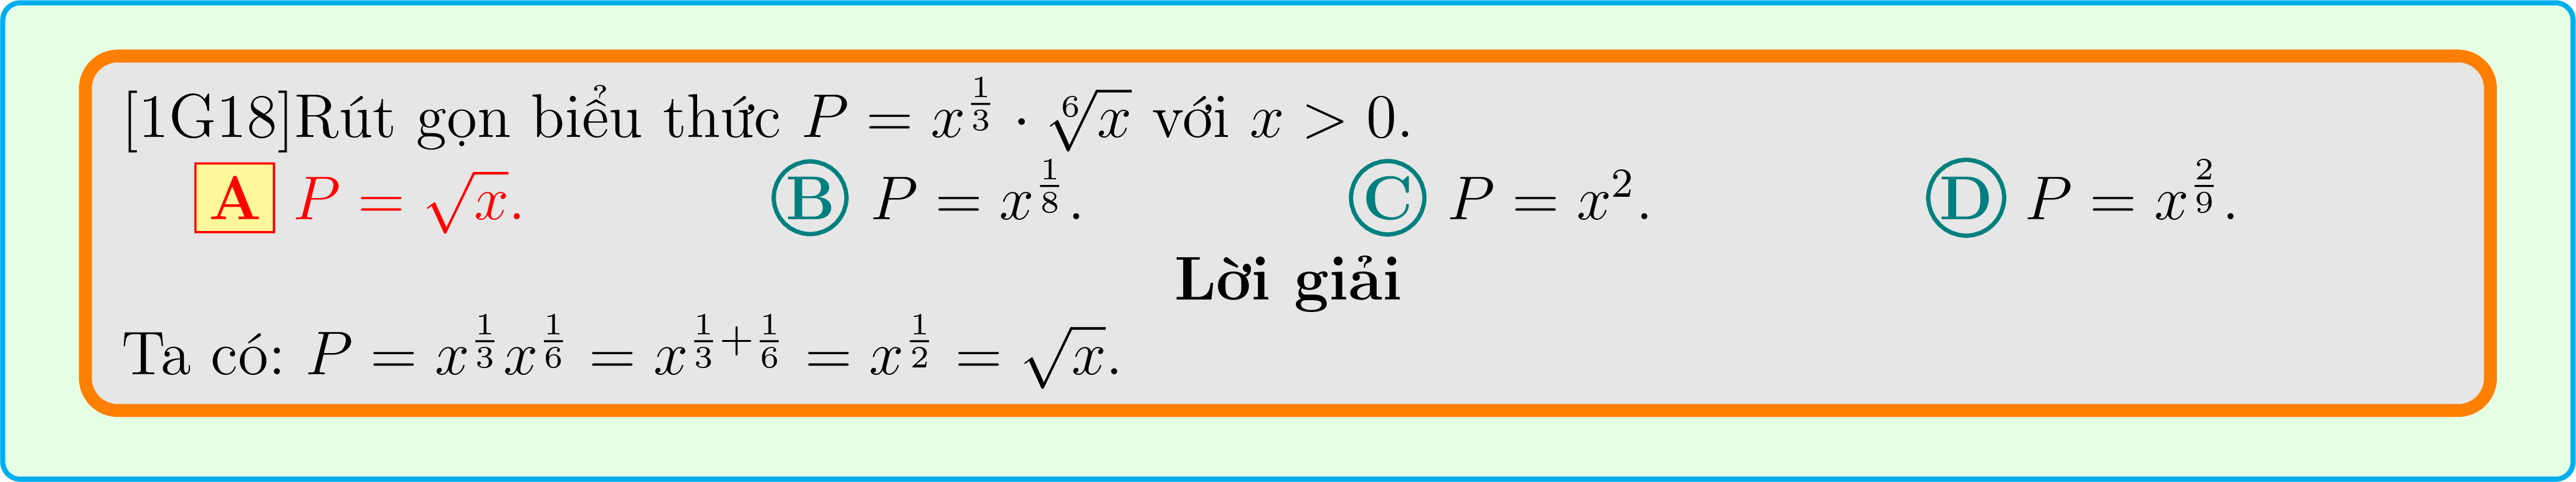 [1G18]Rút gọn biểu thức $P = x^{\frac{1}{3}} \cdot \sqrt[6]{x}$ với $x > 0$.
A $P = \sqrt{x}$. B $P = x^{\frac{1}{8}}$. C $P = x^2$. D $P = x^{\frac{2}{9}}$.
Lời giải
Ta có: $P = x^{\frac{1}{3}} x^{\frac{1}{6}} = x^{\frac{1}{3}+\frac{1}{6}} = x^{\frac{1}{2}} = \sqrt{x}$.